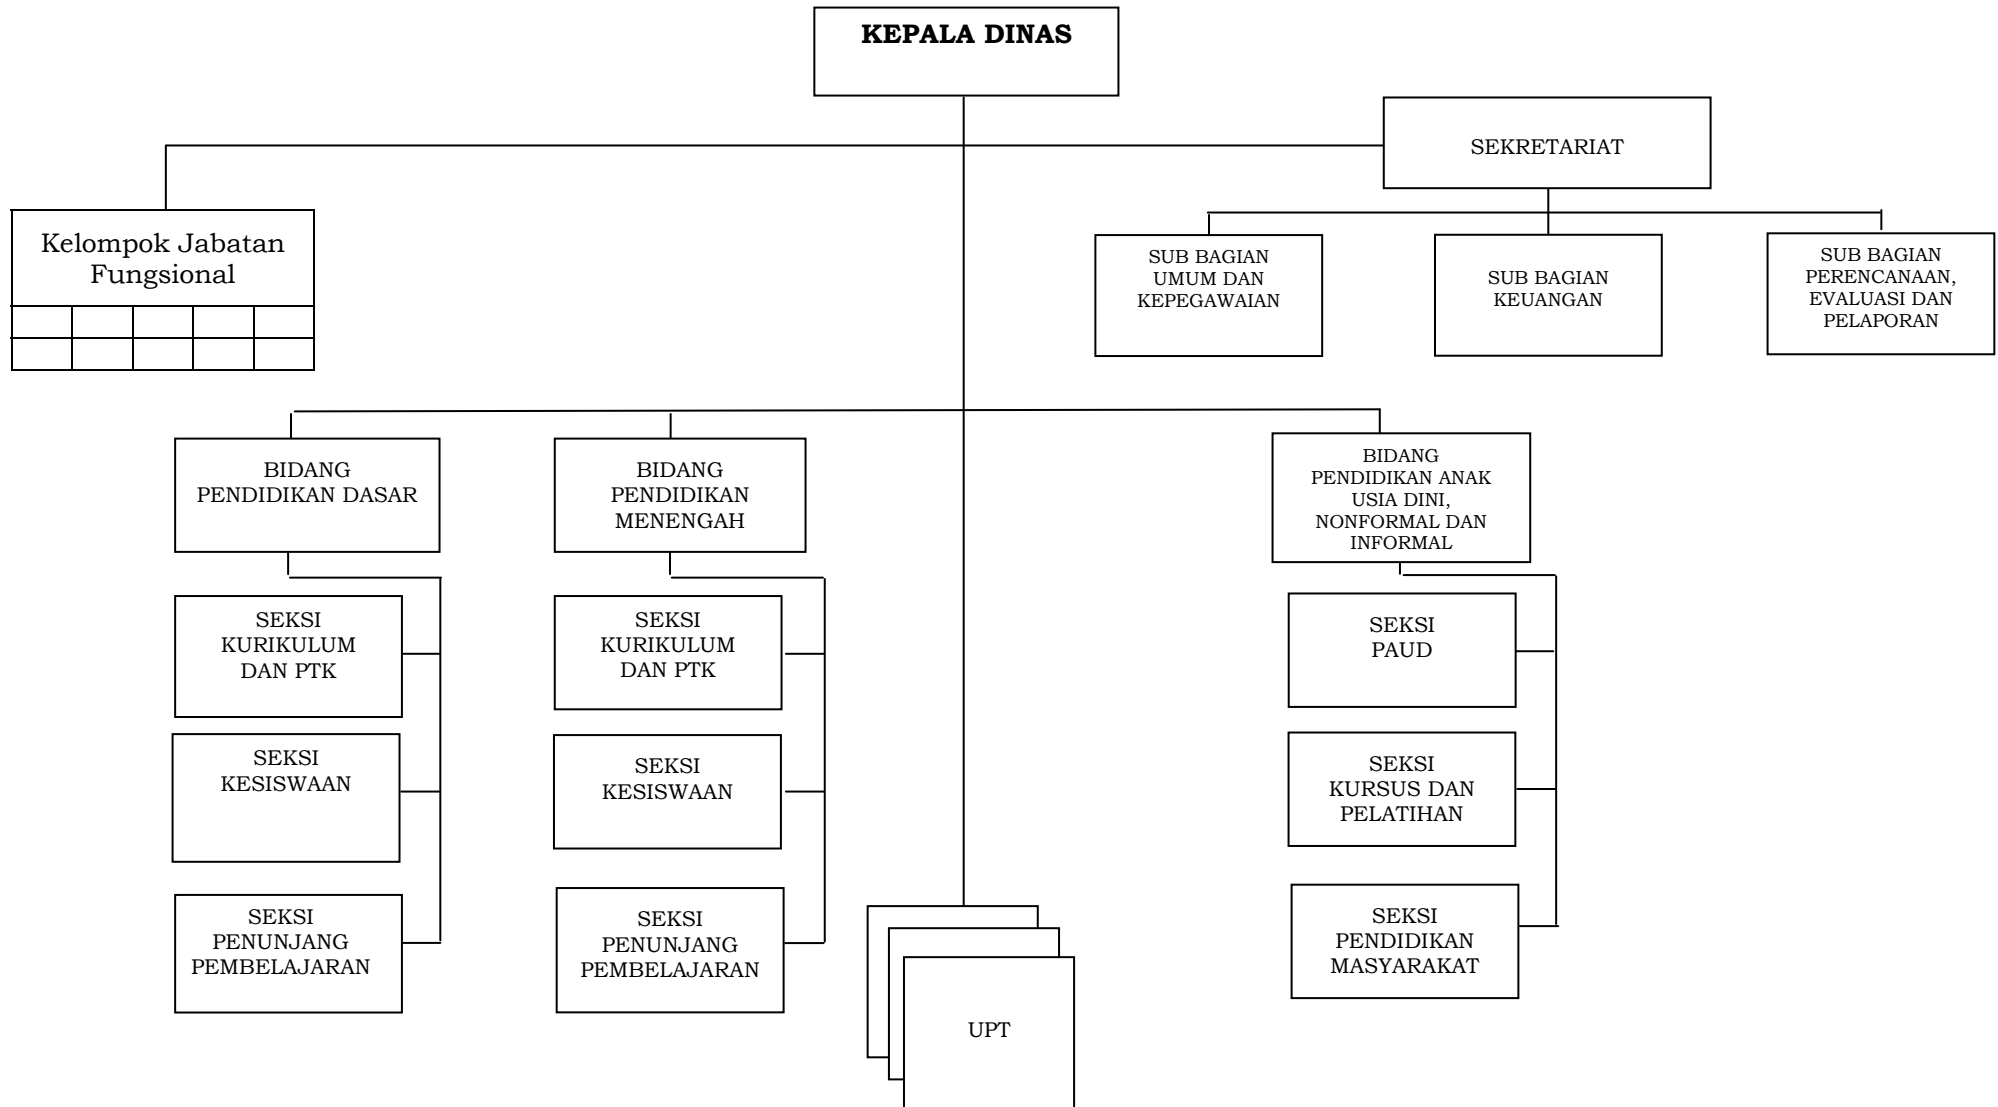 KEPALA DINAS
SEKRETARIAT
Kelompok Jabatan
Fungsional
SUB BAGIAN
UMUM DAN
KEPEGAWAIAN
SUB BAGIAN
KEUANGAN
SUB BAGIAN
PERENCANAAN,
EVALUASI DAN
PELAPORAN
BIDANG
PENDIDIKAN DASAR
BIDANG
PENDIDIKAN
MENENGAH
BIDANG
PENDIDIKAN ANAK
USIA DINI,
NONFORMAL DAN
INFORMAL
SEKSI
KURIKULUM
DAN PTK
SEKSI
KURIKULUM
DAN PTK
SEKSI
PAUD
SEKSI
KESISWAAN
SEKSI
KESISWAAN
SEKSI
KURSUS DAN
PELATIHAN
SEKSI
PENUNJANG
PEMBELAJARAN
SEKSI
PENUNJANG
PEMBELAJARAN
SEKSI
PENDIDIKAN
MASYARAKAT
UPT